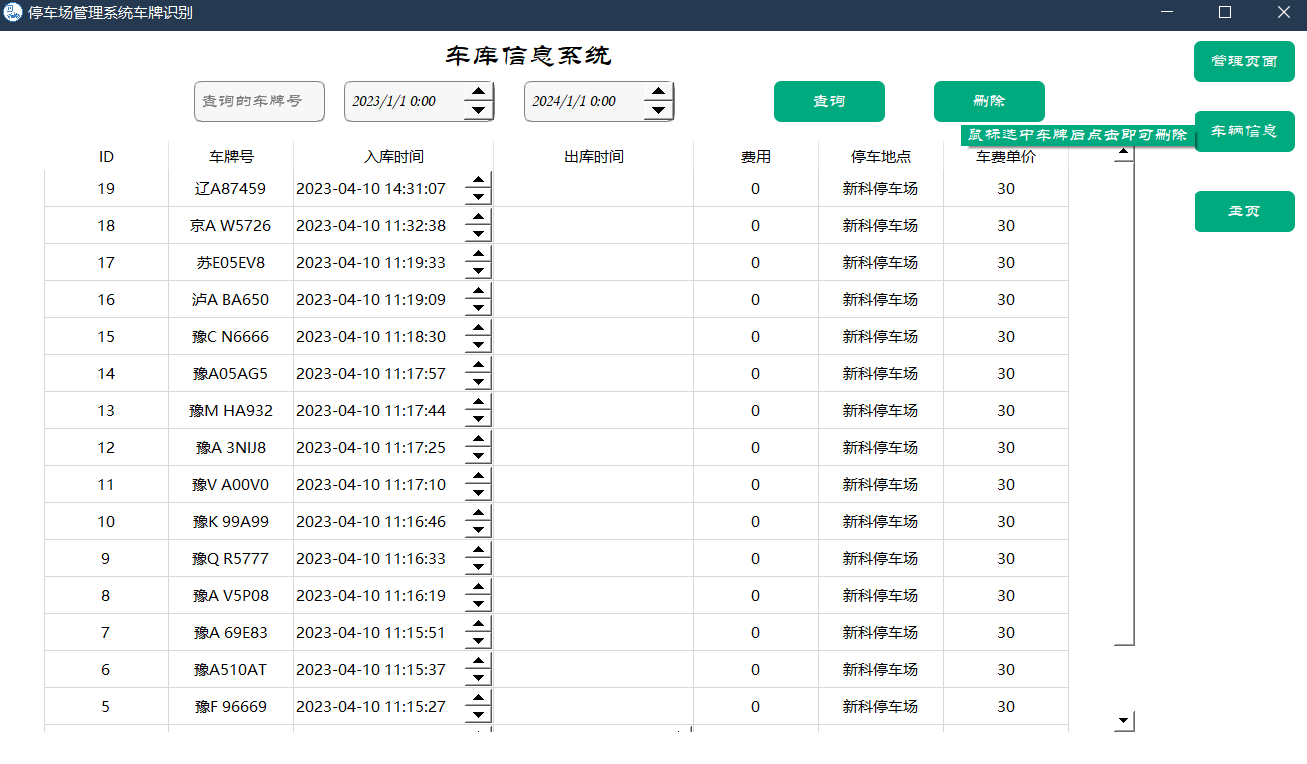 停车场管理系统车牌识别
车库信息系统
管理页面
查询的车牌号 2023/1/1 0:00 2024/1/1 0:00 查询 删除
鼠标选中车牌后点击即可删除 车辆信息
ID 车牌号 入库时间 出库时间 费用 停车地点 车费单价
19 辽A87459 2023-04-10 14:31:07 0 新科停车场 30
主页
18 京A W5726 2023-04-10 11:32:38 0 新科停车场 30
17 苏E05EV8 2023-04-10 11:19:33 0 新科停车场 30
16 泸A BA650 2023-04-10 11:19:09 0 新科停车场 30
15 豫C N6666 2023-04-10 11:18:30 0 新科停车场 30
14 豫A05AG5 2023-04-10 11:17:57 0 新科停车场 30
13 豫M HA932 2023-04-10 11:17:44 0 新科停车场 30
12 豫A 3NIJ8 2023-04-10 11:17:25 0 新科停车场 30
11 豫V A00V0 2023-04-10 11:17:10 0 新科停车场 30
10 豫K 99A99 2023-04-10 11:16:46 0 新科停车场 30
9 豫Q R5777 2023-04-10 11:16:33 0 新科停车场 30
8 豫A V5P08 2023-04-10 11:16:19 0 新科停车场 30
7 豫A 69E83 2023-04-10 11:15:51 0 新科停车场 30
6 豫A510AT 2023-04-10 11:15:37 0 新科停车场 30
5 豫F 96669 2023-04-10 11:15:27 0 新科停车场 30